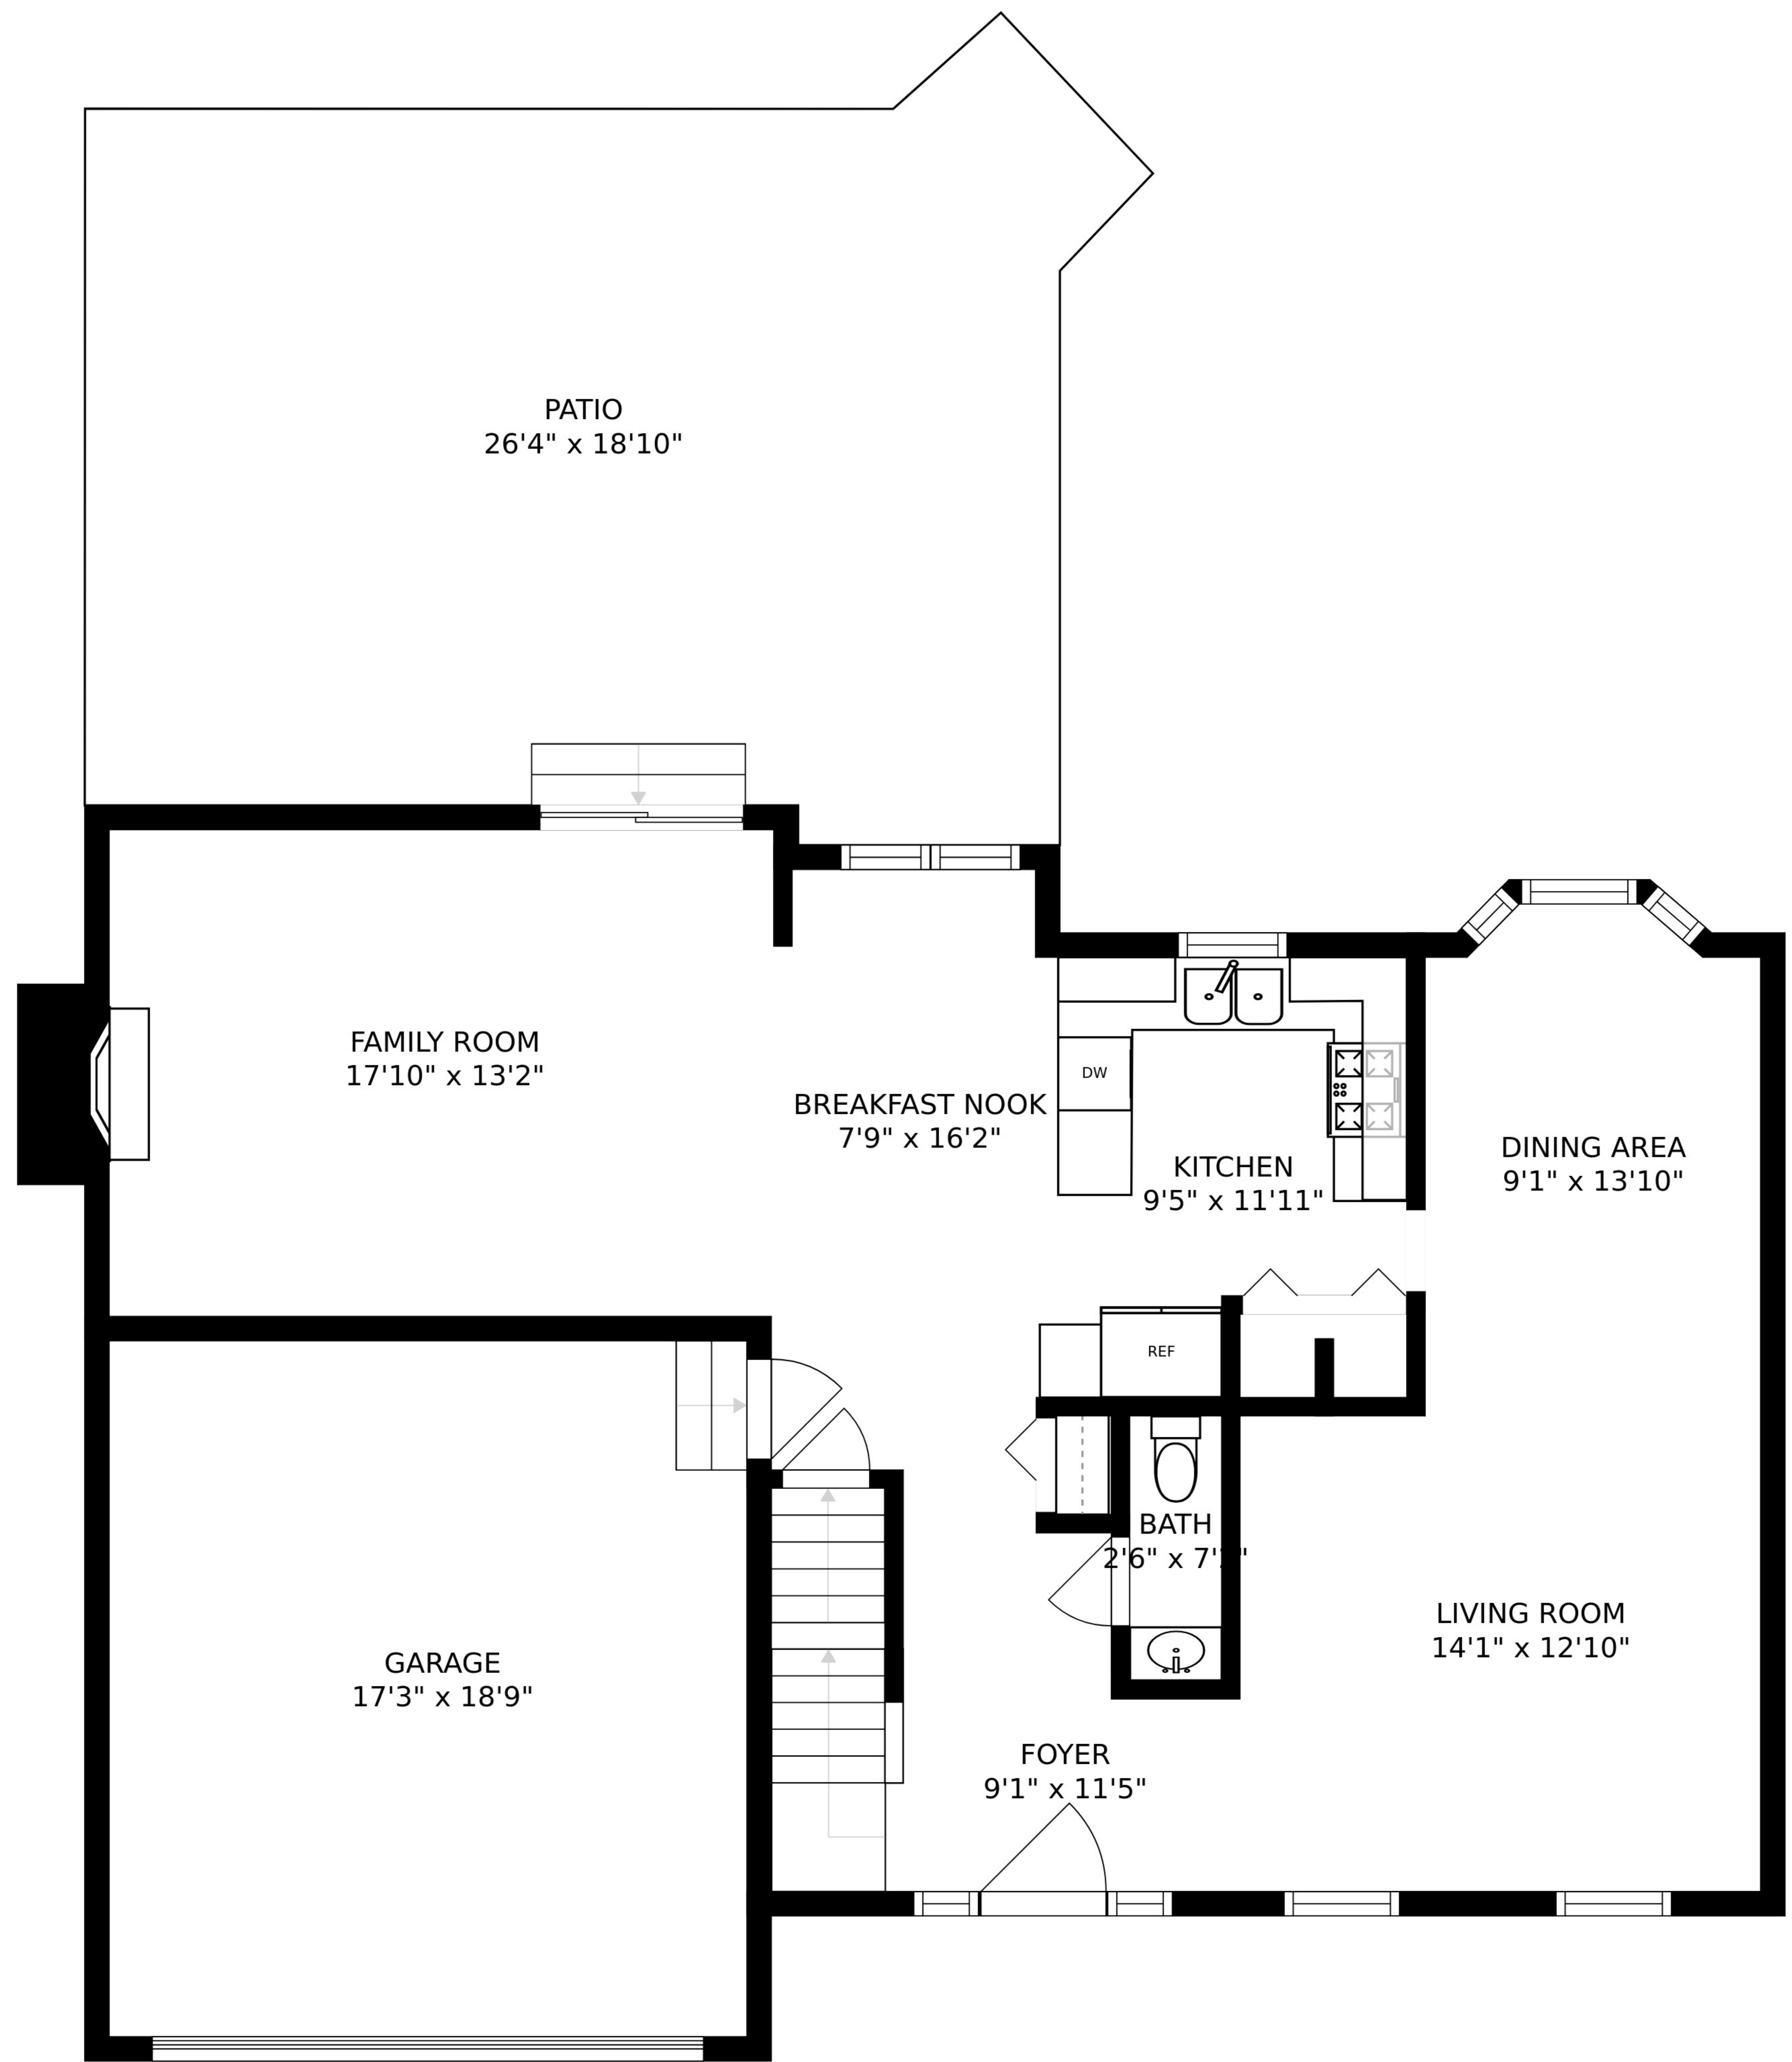 PATIO
26'4" x 18'10"
FAMILY ROOM
17'10" x 13'2"
BREAKFAST NOOK
7'9" x 16'2"
DW
KITCHEN
9'5" x 11'11"
DINING AREA
9'1" x 13'10"
REF
BATH
2'6" x
LIVING ROOM
14'1" x 12'10"
GARAGE
17'3" x 18'9"
FOYER
9'1" x 11'5"